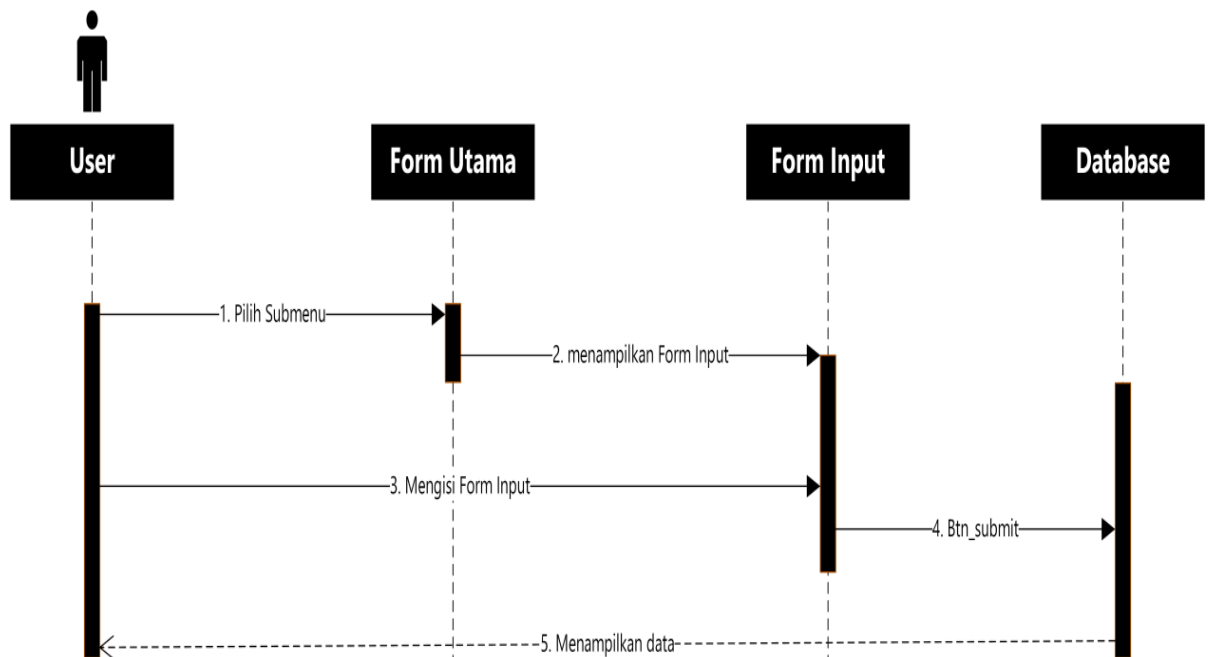 User
Form Utama
Form Input
Database
1. Pilih Submenu
2. menampilkan Form Input
3. Mengisi Form Input
4. Btn_submit
5. Menampilkan data